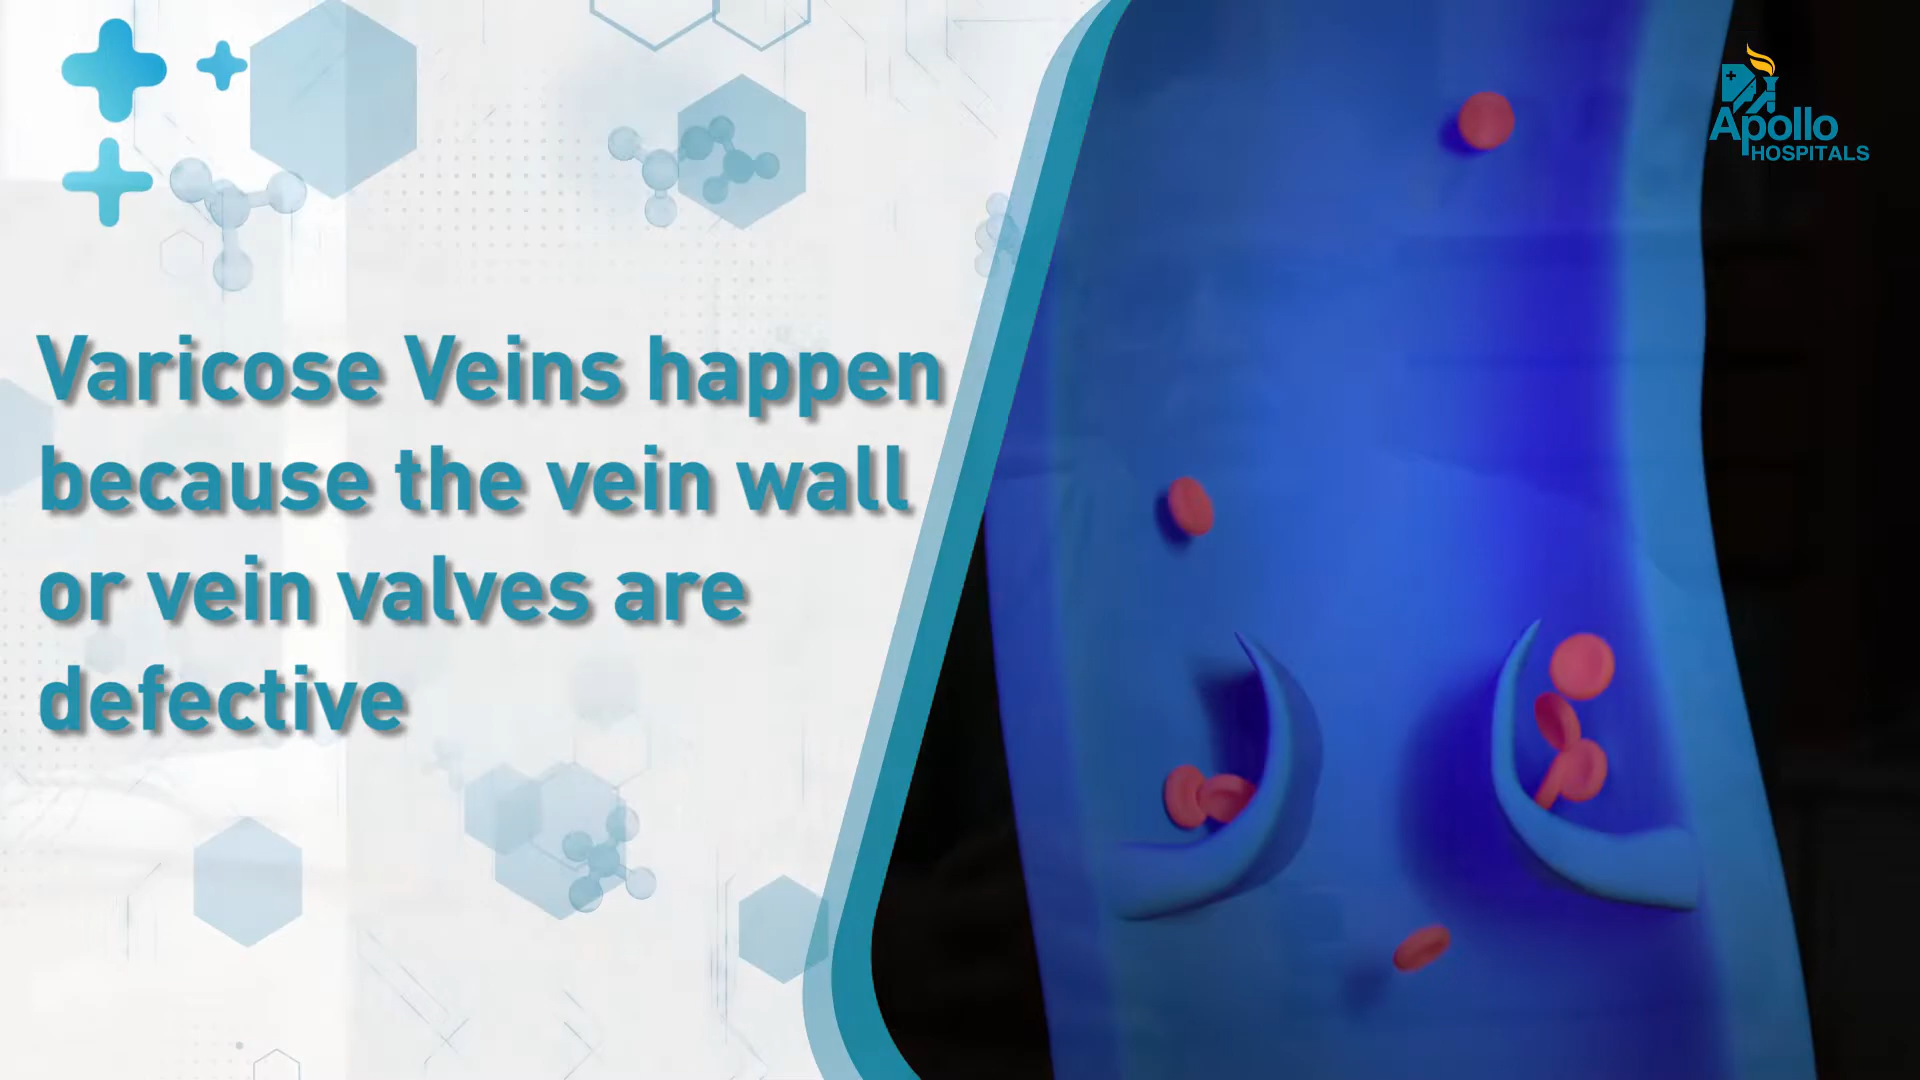 Varicose Veins happen
because the vein wall
or vein valves are
defective
Apollo
HOSPITALS